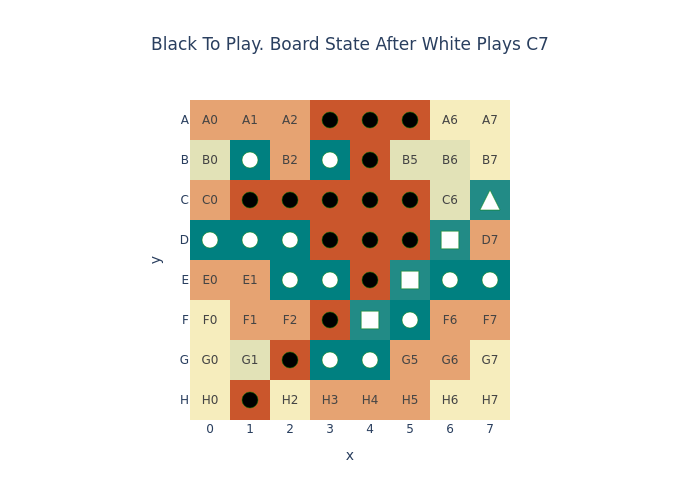 Black To Play. Board State After White Plays C7
A A0 A1 A2 A6 A7
B B0 B2 B5 B6 B7
C C0 C6
D D7
E E0 E1
F F0 F1 F2 F6 F7
G G0 G1 G5 G6 G7
H H0 H2 H3 H4 H5 H6 H7
0 1 2 3 4 5 6 7
y
x